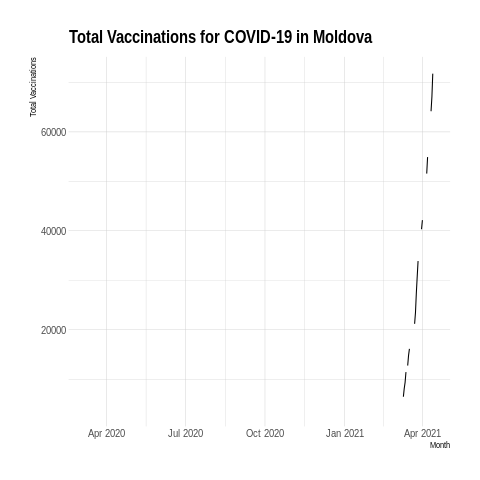 Total Vaccinations for COVID-19 in Moldova
Total Vaccinations
60000
40000
20000
Apr 2020
Jul 2020
Oct 2020
Jan 2021
Apr 2021
Month